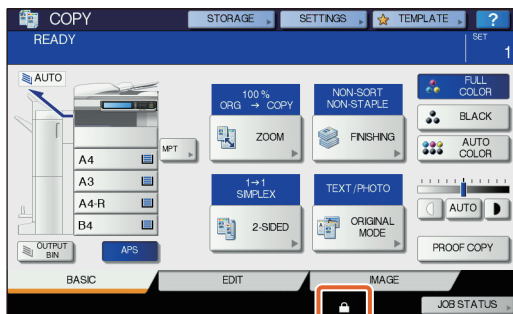 COPY
STORAGE
SETTINGS
TEMPLATE
?
READY
SET
1
AUTO
100 %
ORG → COPY
NON-SORT
NON-STAPLE
FULL
COLOR
ZOOM
FINISHING
BLACK
MPT
AUTO
COLOR
A4
A3
A4-R
B4
1→1
SIMPLEX
TEXT/PHOTO
2-SIDED
ORIGINAL
MODE
AUTO
OUTPUT
BIN
APS
PROOF COPY
BASIC
EDIT
IMAGE
JOB STATUS